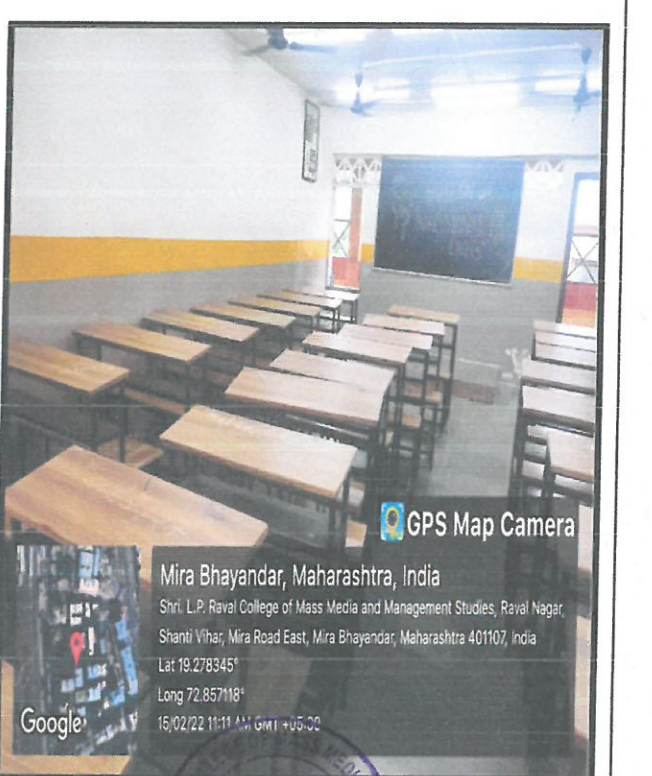 GPS Map Camera
Mira Bhayandar, Maharashtra, India
Shri. L.P. Raval College of Mass Media and Management Studies, Raval Nagar,
Shanti Vihar, Mira Road East, Mira Bhayandar, Maharashtra 401107, India
Lat 19.278345°
Long 72.857118°
15/02/22 11:11 AM GMT +05:30
Google
MASS MEDI